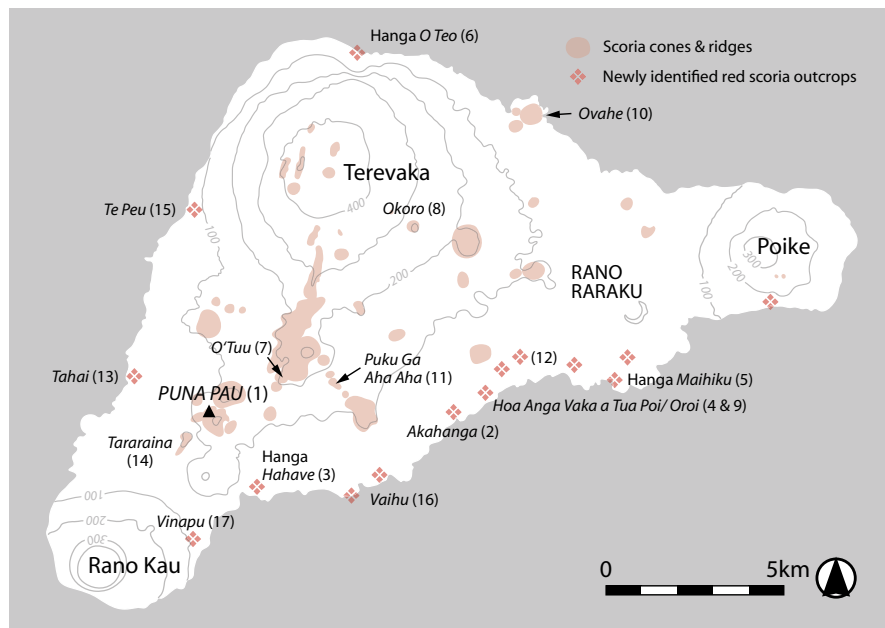 Hanga O Teo (6)
Scoria cones & ridges
Newly identified red scoria outcrops
Ovahe (10)
Terevaka
Te Peu (15)
Okoro (8)
400
100
200
Poike
300
200
100
RANO
RARAKU
O'Tuu (7)
Puku Ga
Aha Aha (11)
(12)
Tahai (13)
Hanga Maihiku (5)
PUNA PAU (1)
Hoa Anga Vaka a Tua Poi/ Oroi (4 & 9)
Akahanga (2)
Tararaina
(14)
Hanga
Hahave (3)
100
Vaihu (16)
200
Vinapu (17)
300
Rano Kau
0
5km